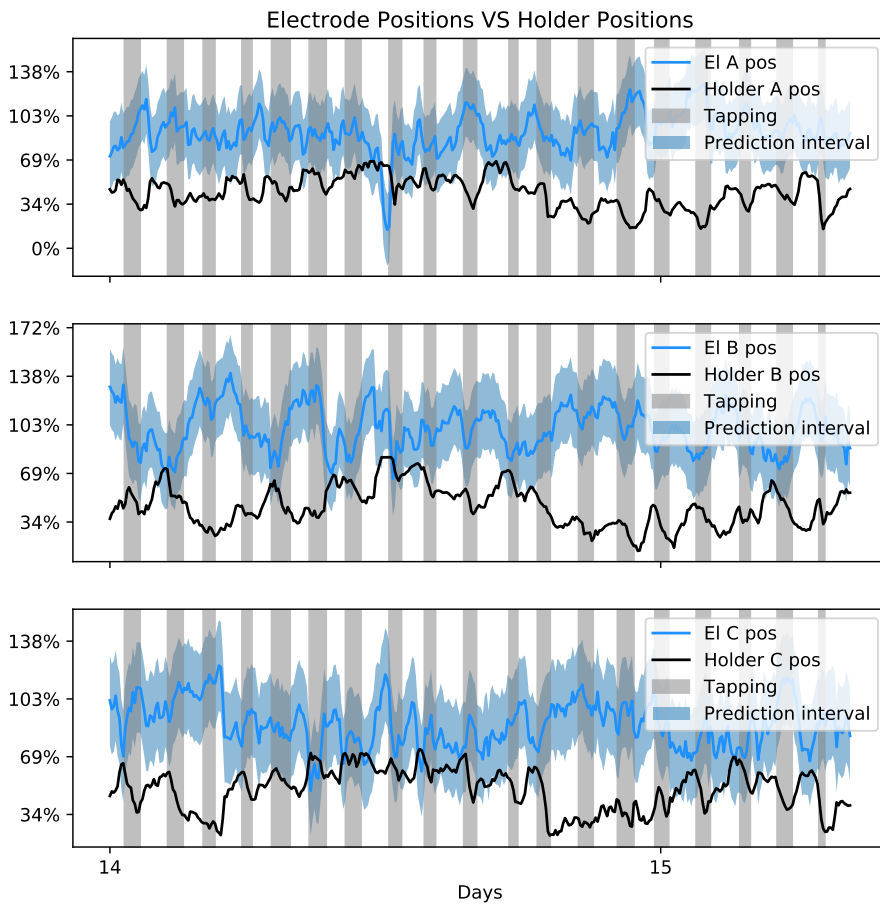 Electrode Positions VS Holder Positions
138%
103%
69%
34%
0%
El A pos
Holder A pos
Tapping
Prediction interval
172%
138%
103%
69%
34%
El B pos
Holder B pos
Tapping
Prediction interval
138%
103%
69%
34%
El C pos
Holder C pos
Tapping
Prediction interval
14
15
Days